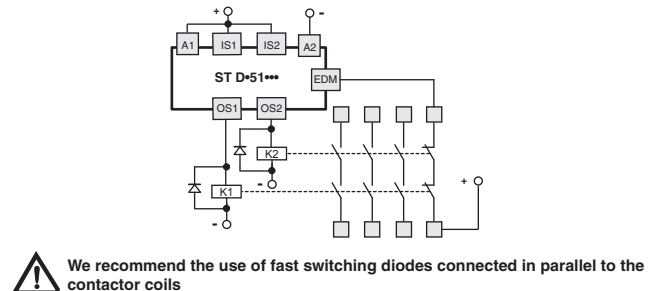 + -
A1 IS1 IS2 A2
ST D•51•••
EDM
OS1 OS2
K2
-
K1
+
-
We recommend the use of fast switching diodes connected in parallel to the
contactor coils